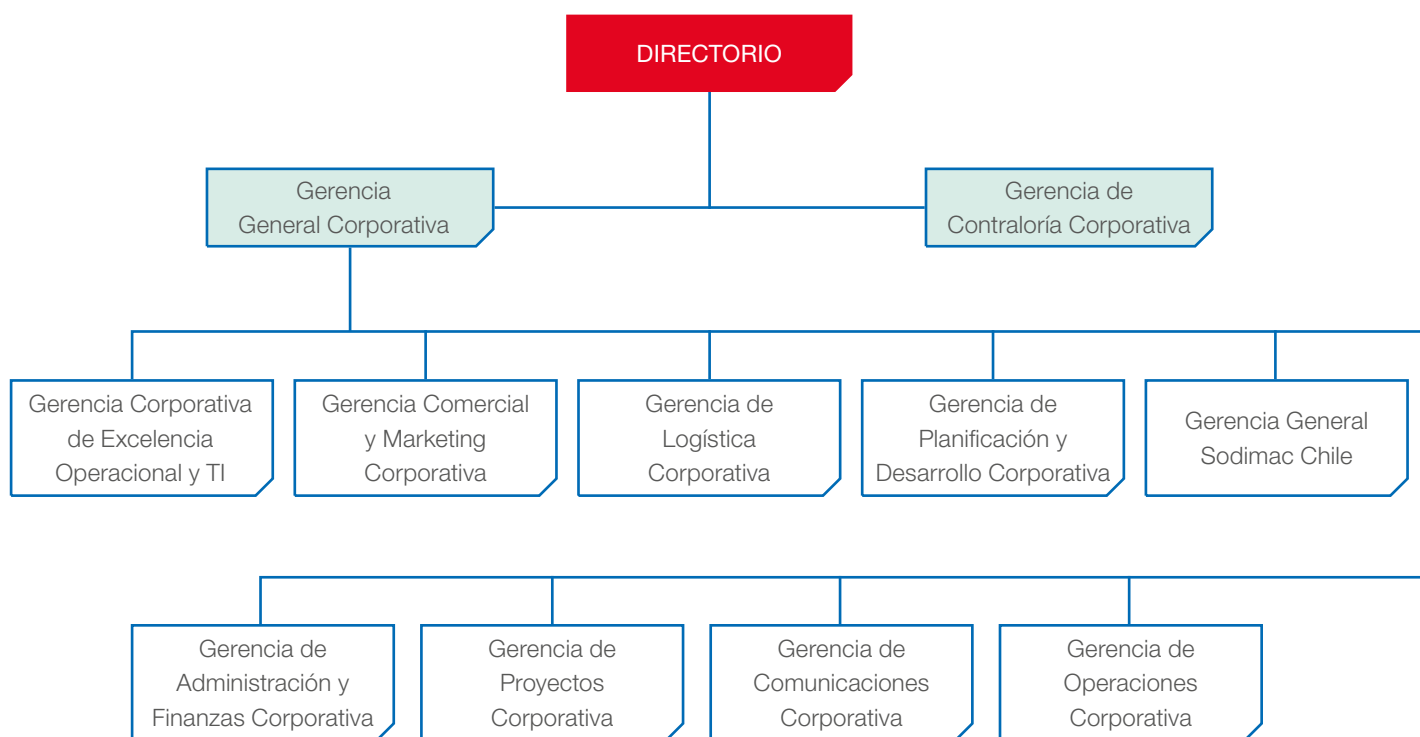 DIRECTORIO
Gerencia
General Corporativa
Gerencia de
Contraloría Corporativa
Gerencia Corporativa
de Excelencia
Operacional y TI
Gerencia Comercial
y Marketing
Corporativa
Gerencia de
Logística
Corporativa
Gerencia de
Planificación y
Desarrollo Corporativa
Gerencia General
Sodimac Chile
Gerencia de
Administración y
Finanzas Corporativa
Gerencia de
Proyectos
Corporativa
Gerencia de
Comunicaciones
Corporativa
Gerencia de
Operaciones
Corporativa